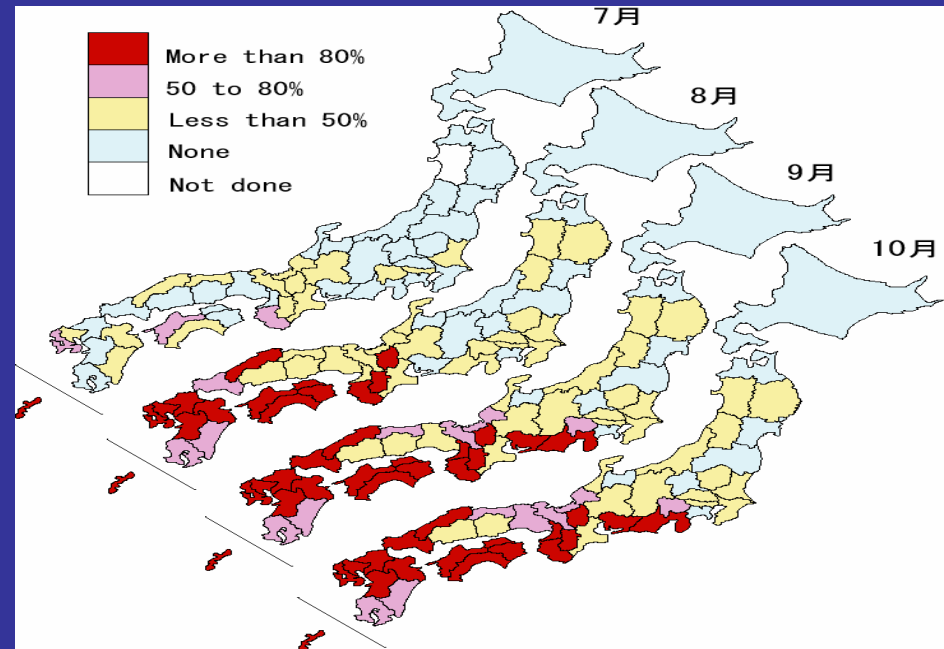 7月
More than 80%
50 to 80%
Less than 50%
None
Not done
8月
9月
10月